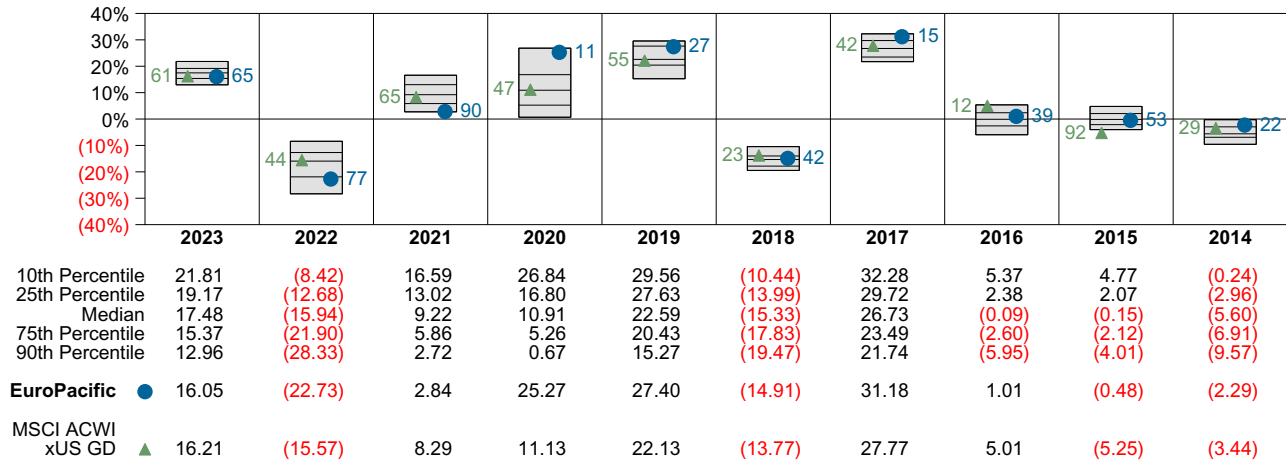 40%
30%
20%
10%
0%
(10%)
(20%)
(30%)
(40%)
61 65
44 77
65 90
47 11
55 27
23 42
42 15
12 39
92 53
29 22
2023 2022 2021 2020 2019 2018 2017 2016 2015 2014
10th Percentile 21.81 (8.42) 16.59 26.84 29.56 (10.44) 32.28 5.37 4.77 (0.24)
25th Percentile 19.17 (12.68) 13.02 16.80 27.63 (13.99) 29.72 2.38 2.07 (2.96)
Median 17.48 (15.94) 9.22 10.91 22.59 (15.33) 26.73 (0.09) (0.15) (5.60)
75th Percentile 15.37 (21.90) 5.86 5.26 20.43 (17.83) 23.49 (2.60) (2.12) (6.91)
90th Percentile 12.96 (28.33) 2.72 0.67 15.27 (19.47) 21.74 (5.95) (4.01) (9.57)
EuroPacific 16.05 (22.73) 2.84 25.27 27.40 (14.91) 31.18 1.01 (0.48) (2.29)
MSCI ACWI
xUS GD 16.21 (15.57) 8.29 11.13 22.13 (13.77) 27.77 5.01 (5.25) (3.44)